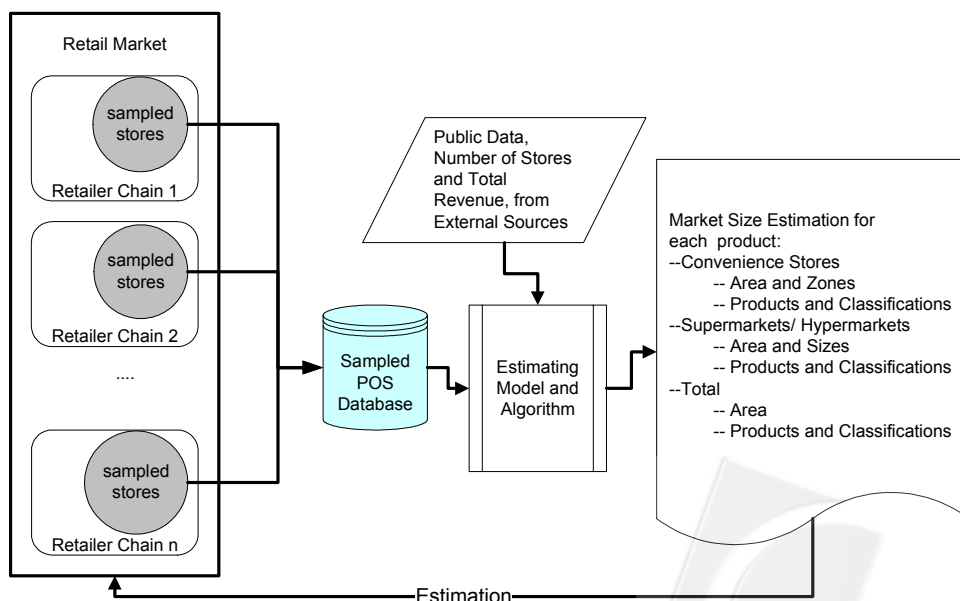 Retail Market
sampled
stores
Retailer Chain 1
sampled
stores
Retailer Chain 2
....
sampled
stores
Retailer Chain n
Sampled
POS
Database
Public Data,
Number of Stores
and Total
Revenue, from
External Sources
Estimating
Model and
Algorithm
Market Size Estimation for
each product:
--Convenience Stores
-- Area and Zones
-- Products and Classifications
--Supermarkets/ Hypermarkets
-- Area and Sizes
-- Products and Classifications
--Total
-- Area
-- Products and Classifications
Estimation